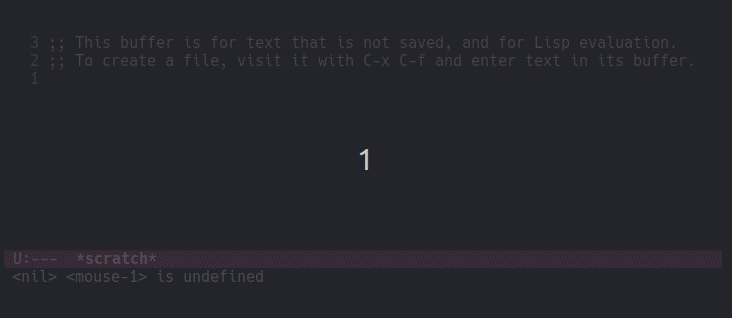 3 ;; This buffer is for text that is not saved, and for Lisp evaluation.
2 ;; To create a file, visit it with C-x C-f and enter text in its buffer.
1
1
U:---  *scratch*
<nil> <mouse-1> is undefined